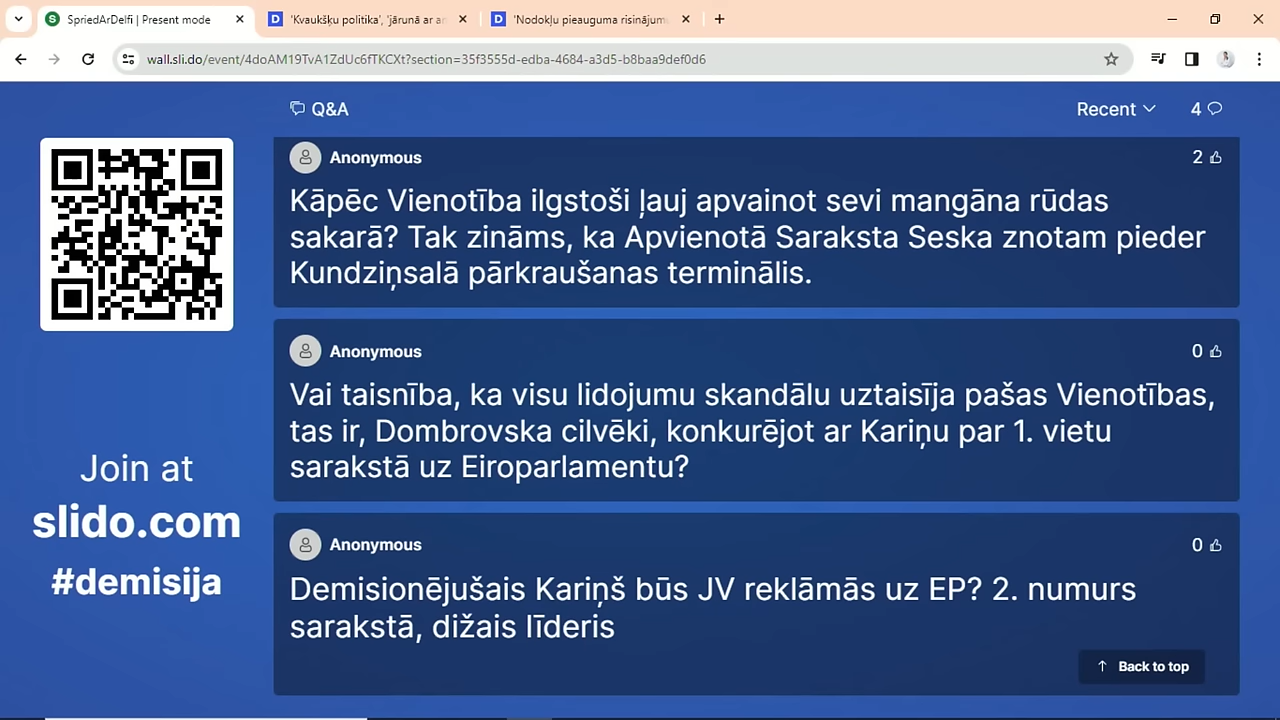 SpriedArDelfi | Present mode
'Kvaukšķu politika', 'jārunā ar ar
'Nodokļu pieauguma risinājumu
wall.sli.do/event/4doAM19TvA1ZdUc6fTKCXt?section=35f3555d-edba-4684-a3d5-b8baa9def0d6
Q&A
Recent
4
Anonymous
2
Kāpēc Vienotība ilgstoši ļauj apvainot sevi mangāna rūdas
sakarā? Tak zināms, ka Apvienotā Saraksta Seska znotam pieder
Kundziņsalā pārkraušanas terminālis.
Anonymous
0
Vai taisnība, ka visu lidojumu skandālu uztaisīja pašas Vienotības,
tas ir, Dombrovska cilvēki, konkurējot ar Kariņu par 1. vietu
sarakstā uz Eiroparlamentu?
Anonymous
0
Demisionējušais Kariņš būs JV reklāmās uz EP? 2. numurs
sarakstā, dižais līderis
Back to top
Join at
slido.com
#demisija